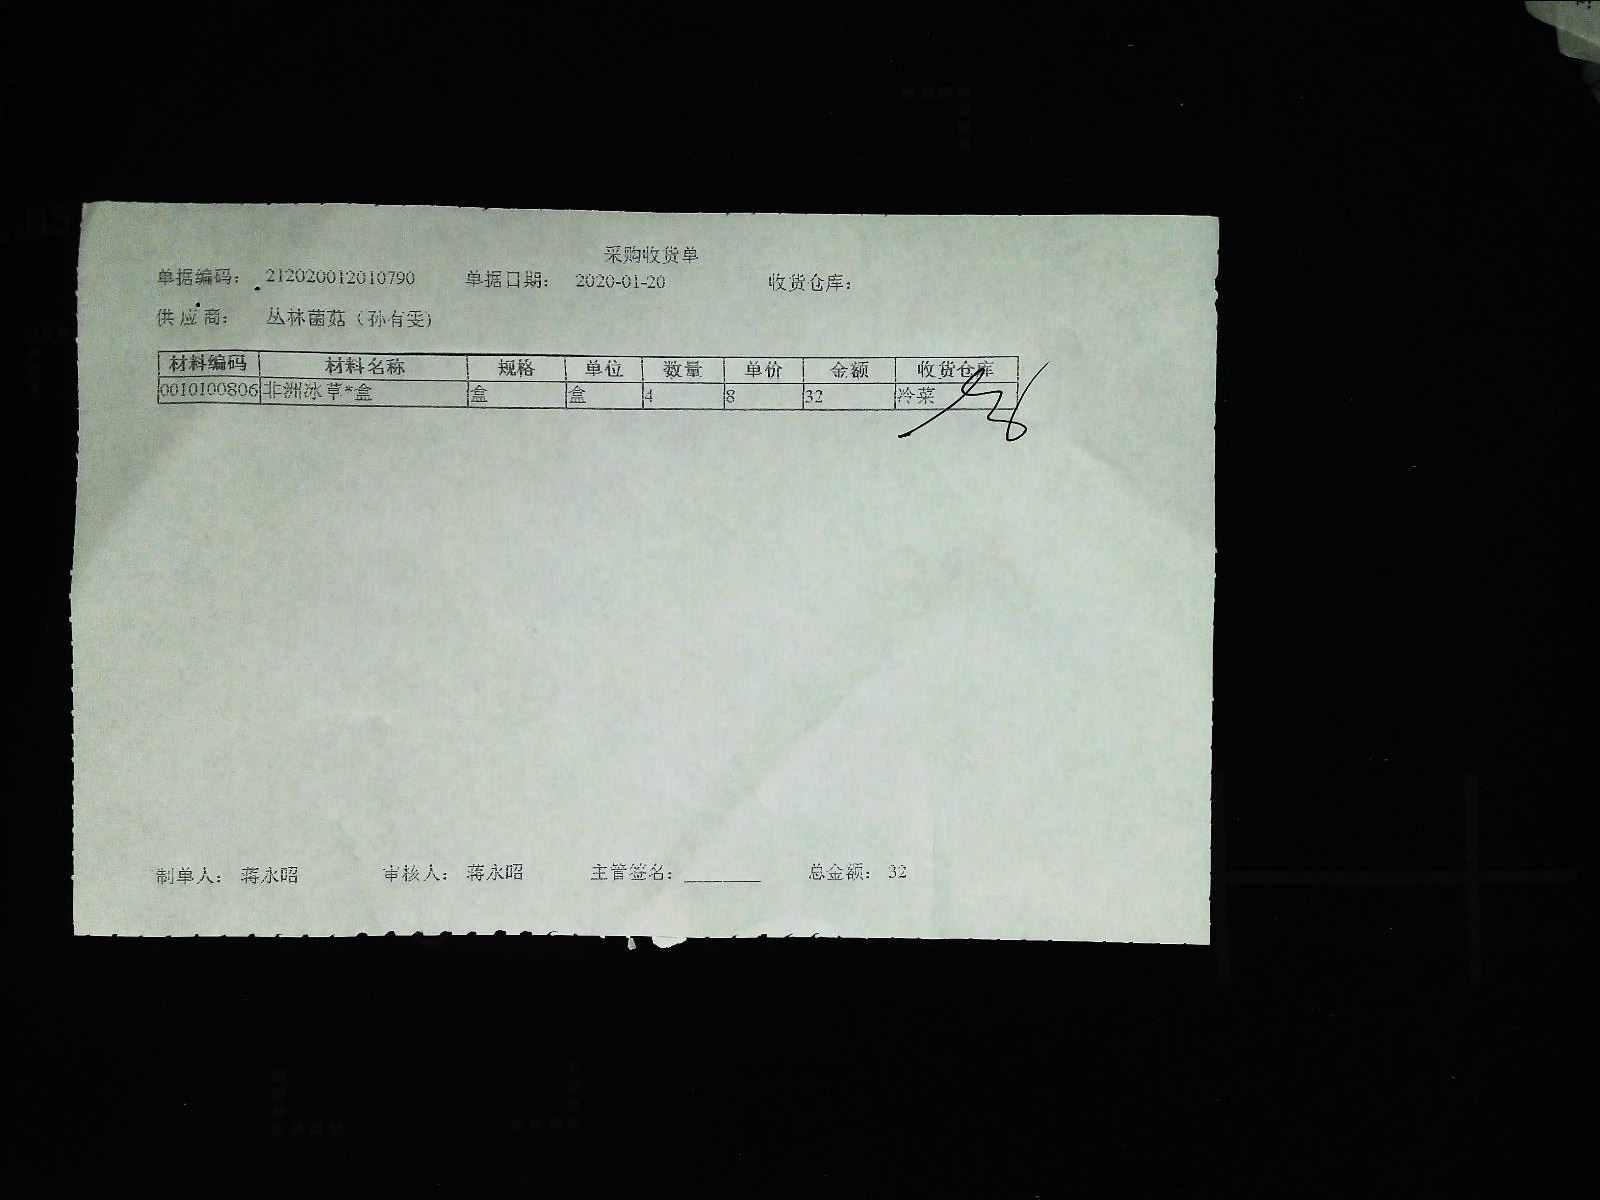 采购收货单
单据编码： 212020012010790 单据日期： 2020-01-20 收货仓库：
供应商： 丛林菌菇（孙有雯）
材料编码 材料名称 规格 单位 数量 单价 金额 收货仓库
0010100806 非洲冰草*盒 盒 盒 4 8 32 冷菜
制单人： 蒋永昭 审核人： 蒋永昭 主管签名：________ 总金额： 32